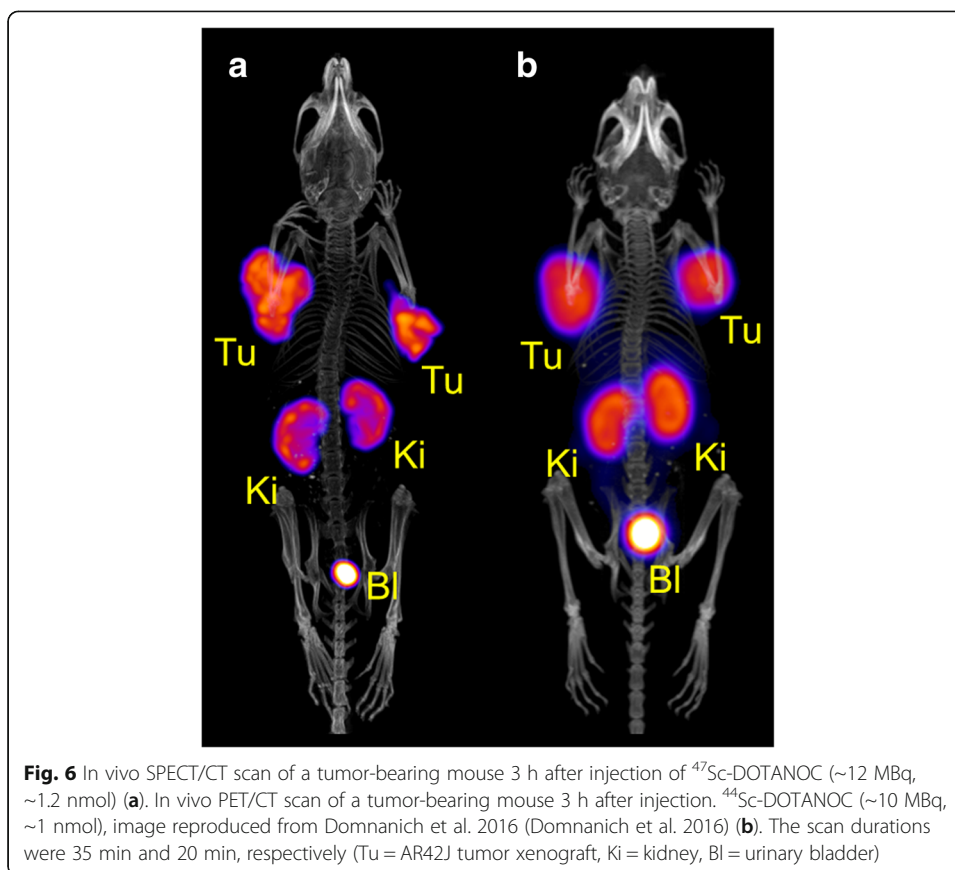 a b
Tu Tu Tu Tu
Ki Ki Ki Ki
Bl Bl
Fig. 6 In vivo SPECT/CT scan of a tumor-bearing mouse 3 h after injection of ⁴⁷Sc-DOTANOC (~12 MBq,
~1.2 nmol) (a). In vivo PET/CT scan of a tumor-bearing mouse 3 h after injection. ⁴⁴Sc-DOTANOC (~10 MBq,
~1 nmol), image reproduced from Domnanich et al. 2016 (Domnanich et al. 2016) (b). The scan durations
were 35 min and 20 min, respectively (Tu = AR42J tumor xenograft, Ki = kidney, Bl = urinary bladder)